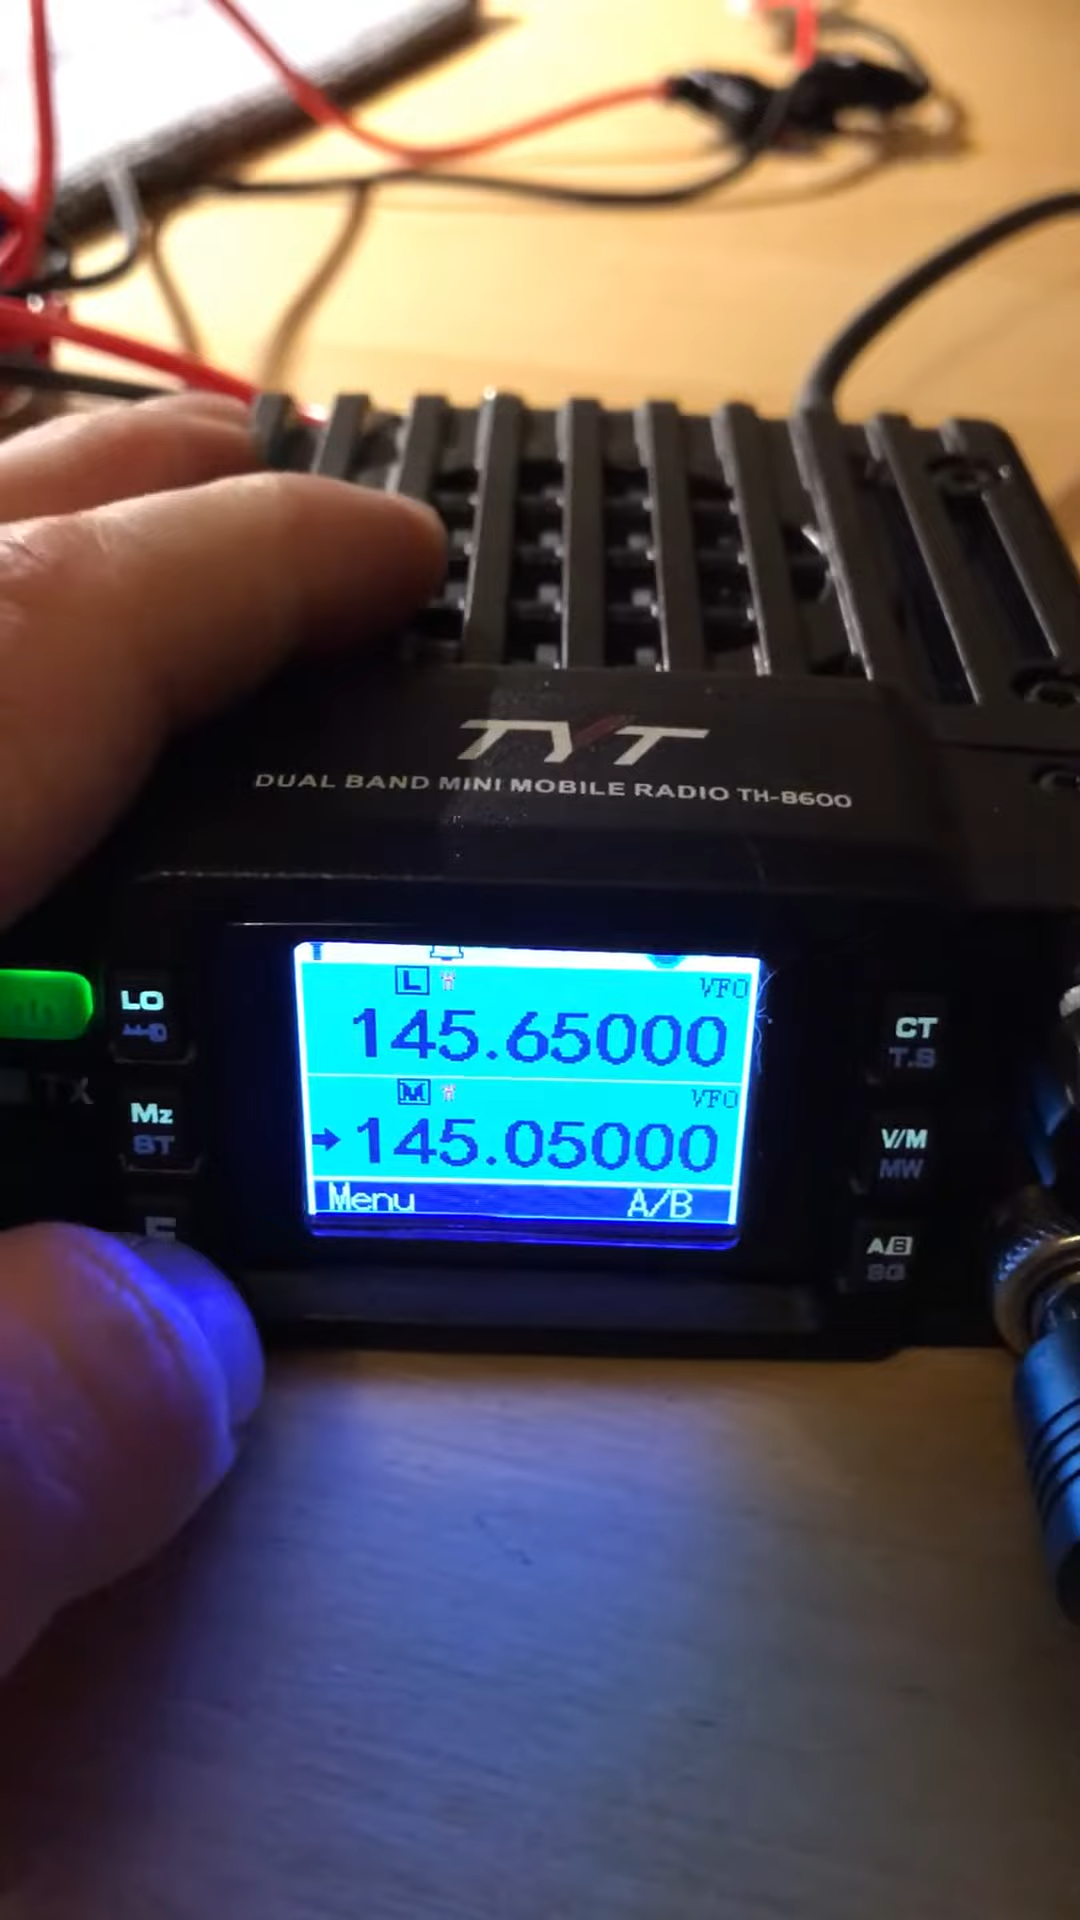 TYT
DUAL BAND MINI MOBILE RADIO TH-8600
LO
TX
Mz
ST
L
VFO
145.65000
M
VFO
145.05000
Menu A/B
CT
T.S
V/M
MW
A/B